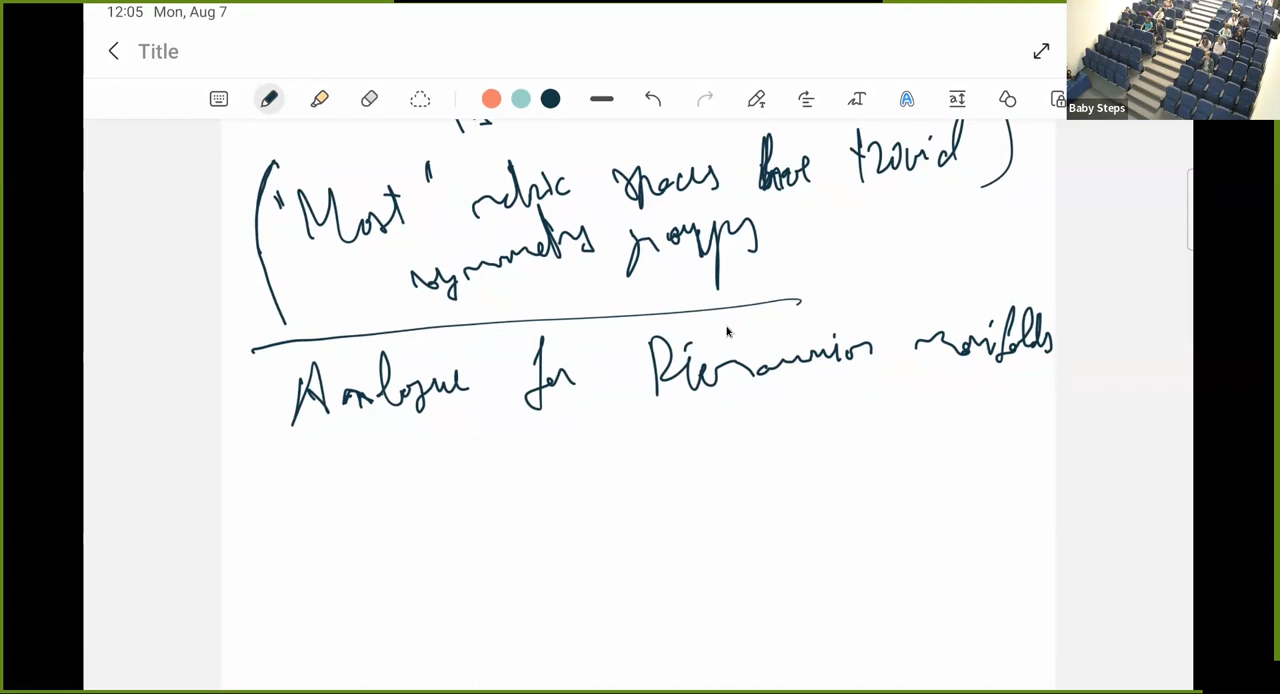 12:05 Mon, Aug 7
Title
Baby Steps
("Most" metric spaces have trivial)
symmetry groups
Analogue for Riemannian manifolds